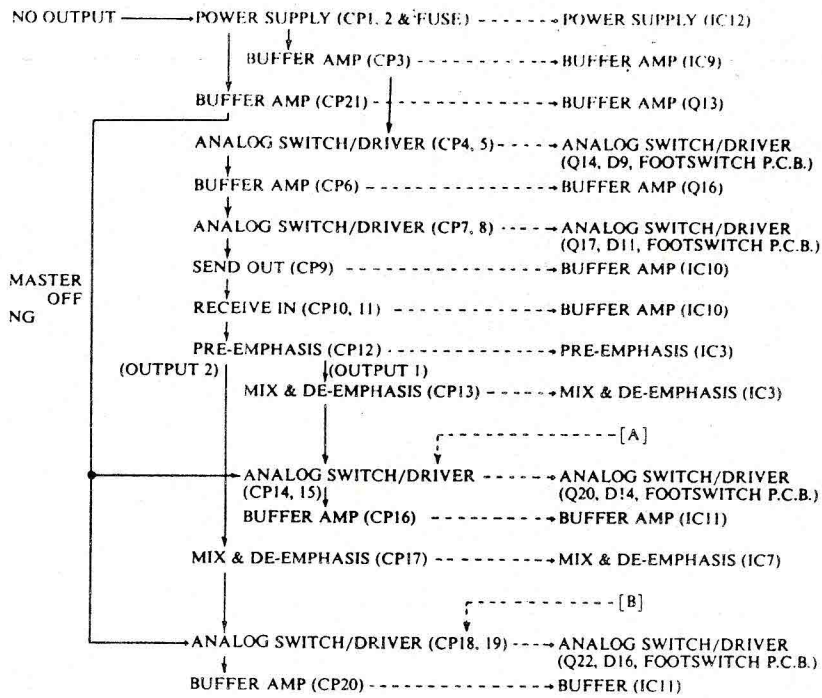 NO OUTPUT POWER SUPPLY (CP1, 2 & FUSE) POWER SUPPLY (IC12)
BUFFER AMP (CP3) BUFFER AMP (IC9)
BUFFER AMP (CP21) BUFFER AMP (Q13)
ANALOG SWITCH/DRIVER (CP4, 5) ANALOG SWITCH/DRIVER
(Q14, D9, FOOTSWITCH P.C.B.)
BUFFER AMP (CP6) BUFFER AMP (Q16)
ANALOG SWITCH/DRIVER (CP7, 8) ANALOG SWITCH/DRIVER
(Q17, D11, FOOTSWITCH P.C.B.)
SEND OUT (CP9) BUFFER AMP (IC10)
MASTER
OFF
NG
RECEIVE IN (CP10, 11) BUFFER AMP (IC10)
PRE-EMPHASIS (CP12) PRE-EMPHASIS (IC3)
(OUTPUT 2) (OUTPUT 1)
MIX & DE-EMPHASIS (CP13) MIX & DE-EMPHASIS (IC3)
[A]
ANALOG SWITCH/DRIVER ANALOG SWITCH/DRIVER
(CP14, 15) (Q20, D14, FOOTSWITCH P.C.B.)
BUFFER AMP (CP16) BUFFER AMP (IC11)
MIX & DE-EMPHASIS (CP17) MIX & DE-EMPHASIS (IC7)
[B]
ANALOG SWITCH/DRIVER (CP18, 19) ANALOG SWITCH/DRIVER
(Q22, D16, FOOTSWITCH P.C.B.)
BUFFER AMP (CP20) BUFFER (IC11)